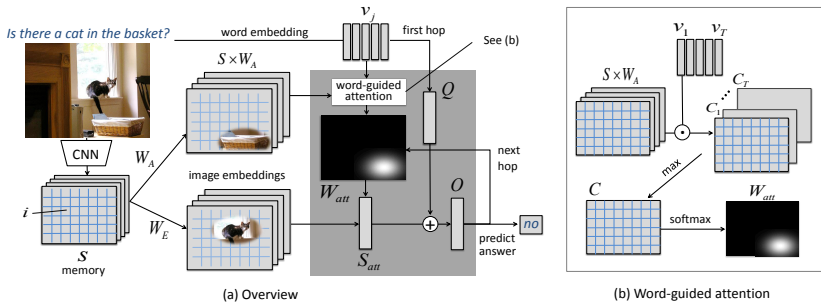 Is there a cat in the basket?
word embedding
v_j
first hop
See (b)
S×W_A
word-guided
attention
Q
CNN
W_A
next
hop
image embeddings
W_att
O
i
W_E
no
predict
answer
S
memory
S_att
(a) Overview
v_1 v_T
S×W_A
C_T
C_1
max
C
W_att
softmax
(b) Word-guided attention